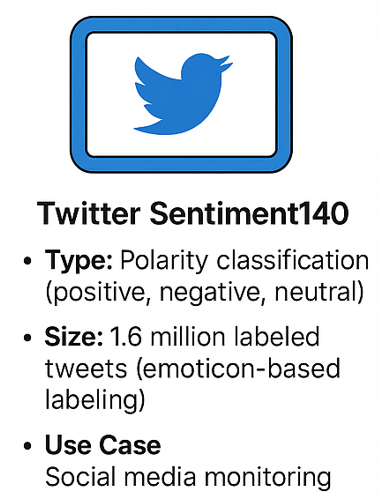 Twitter Sentiment140
• Type: Polarity classification
(positive, negative, neutral)
• Size: 1.6 million labeled
tweets (emoticon-based
labeling)
• Use Case
Social media monitoring